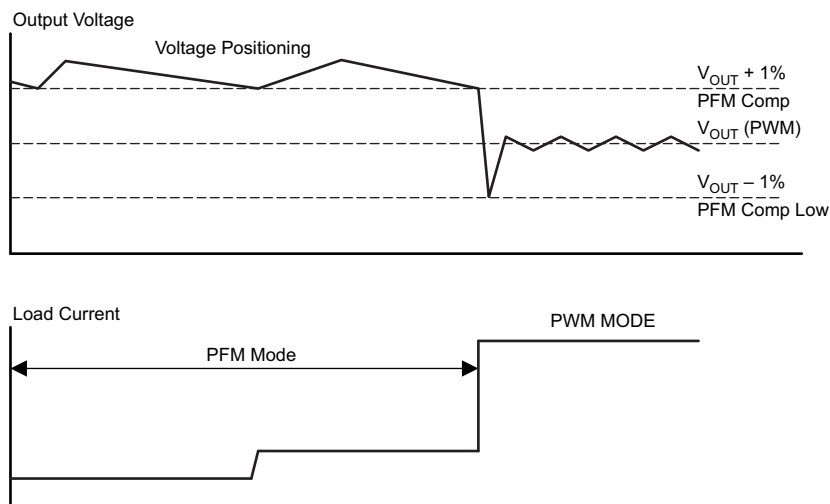 Output Voltage
Voltage Positioning
V_OUT + 1%
PFM Comp
V_OUT (PWM)
V_OUT – 1%
PFM Comp Low
Load Current
PWM MODE
PFM Mode